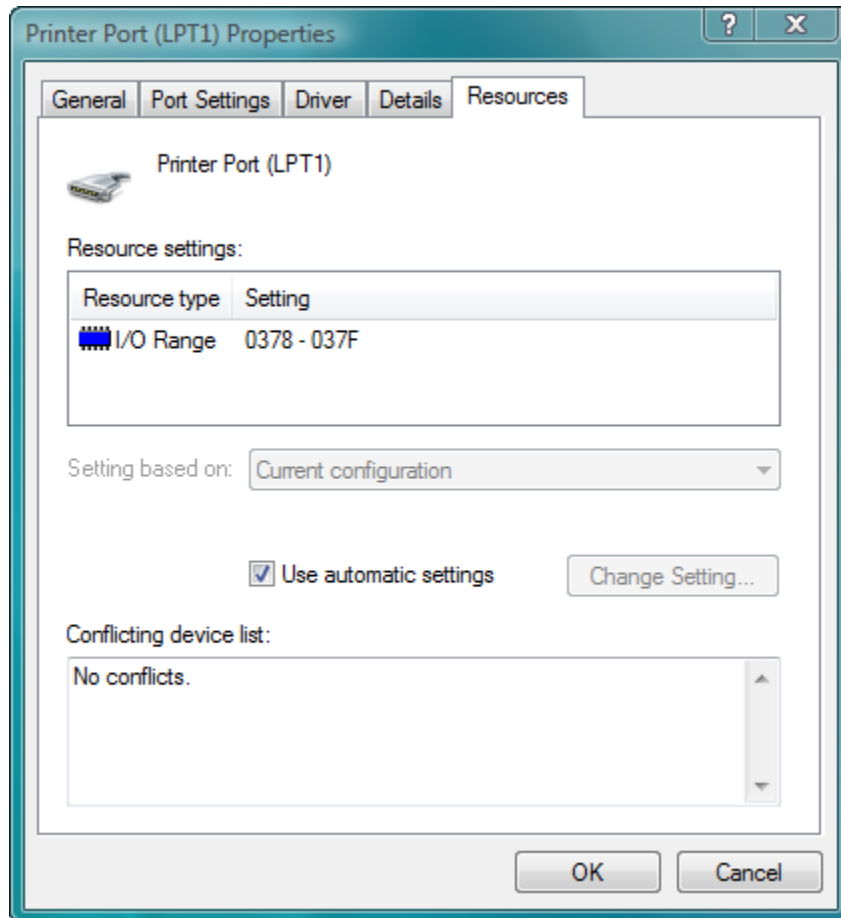 Printer Port (LPT1) Properties
General Port Settings Driver Details Resources
Printer Port (LPT1)
Resource settings:
Resource type Setting
I/O Range 0378 - 037F
Setting based on: Current configuration
Use automatic settings Change Setting...
Conflicting device list:
No conflicts.
OK Cancel